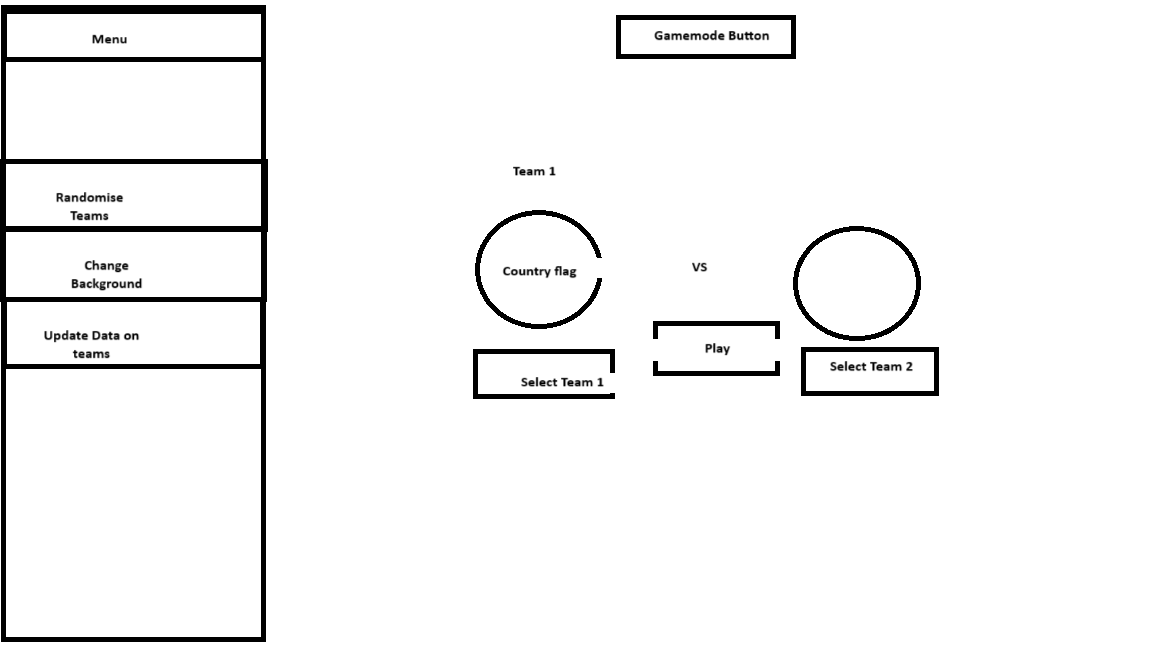 Menu
Gamemode Button
Randomise
Teams
Change
Background
Update Data on
teams
Team 1
Country flag
VS
Play
Select Team 1
Select Team 2